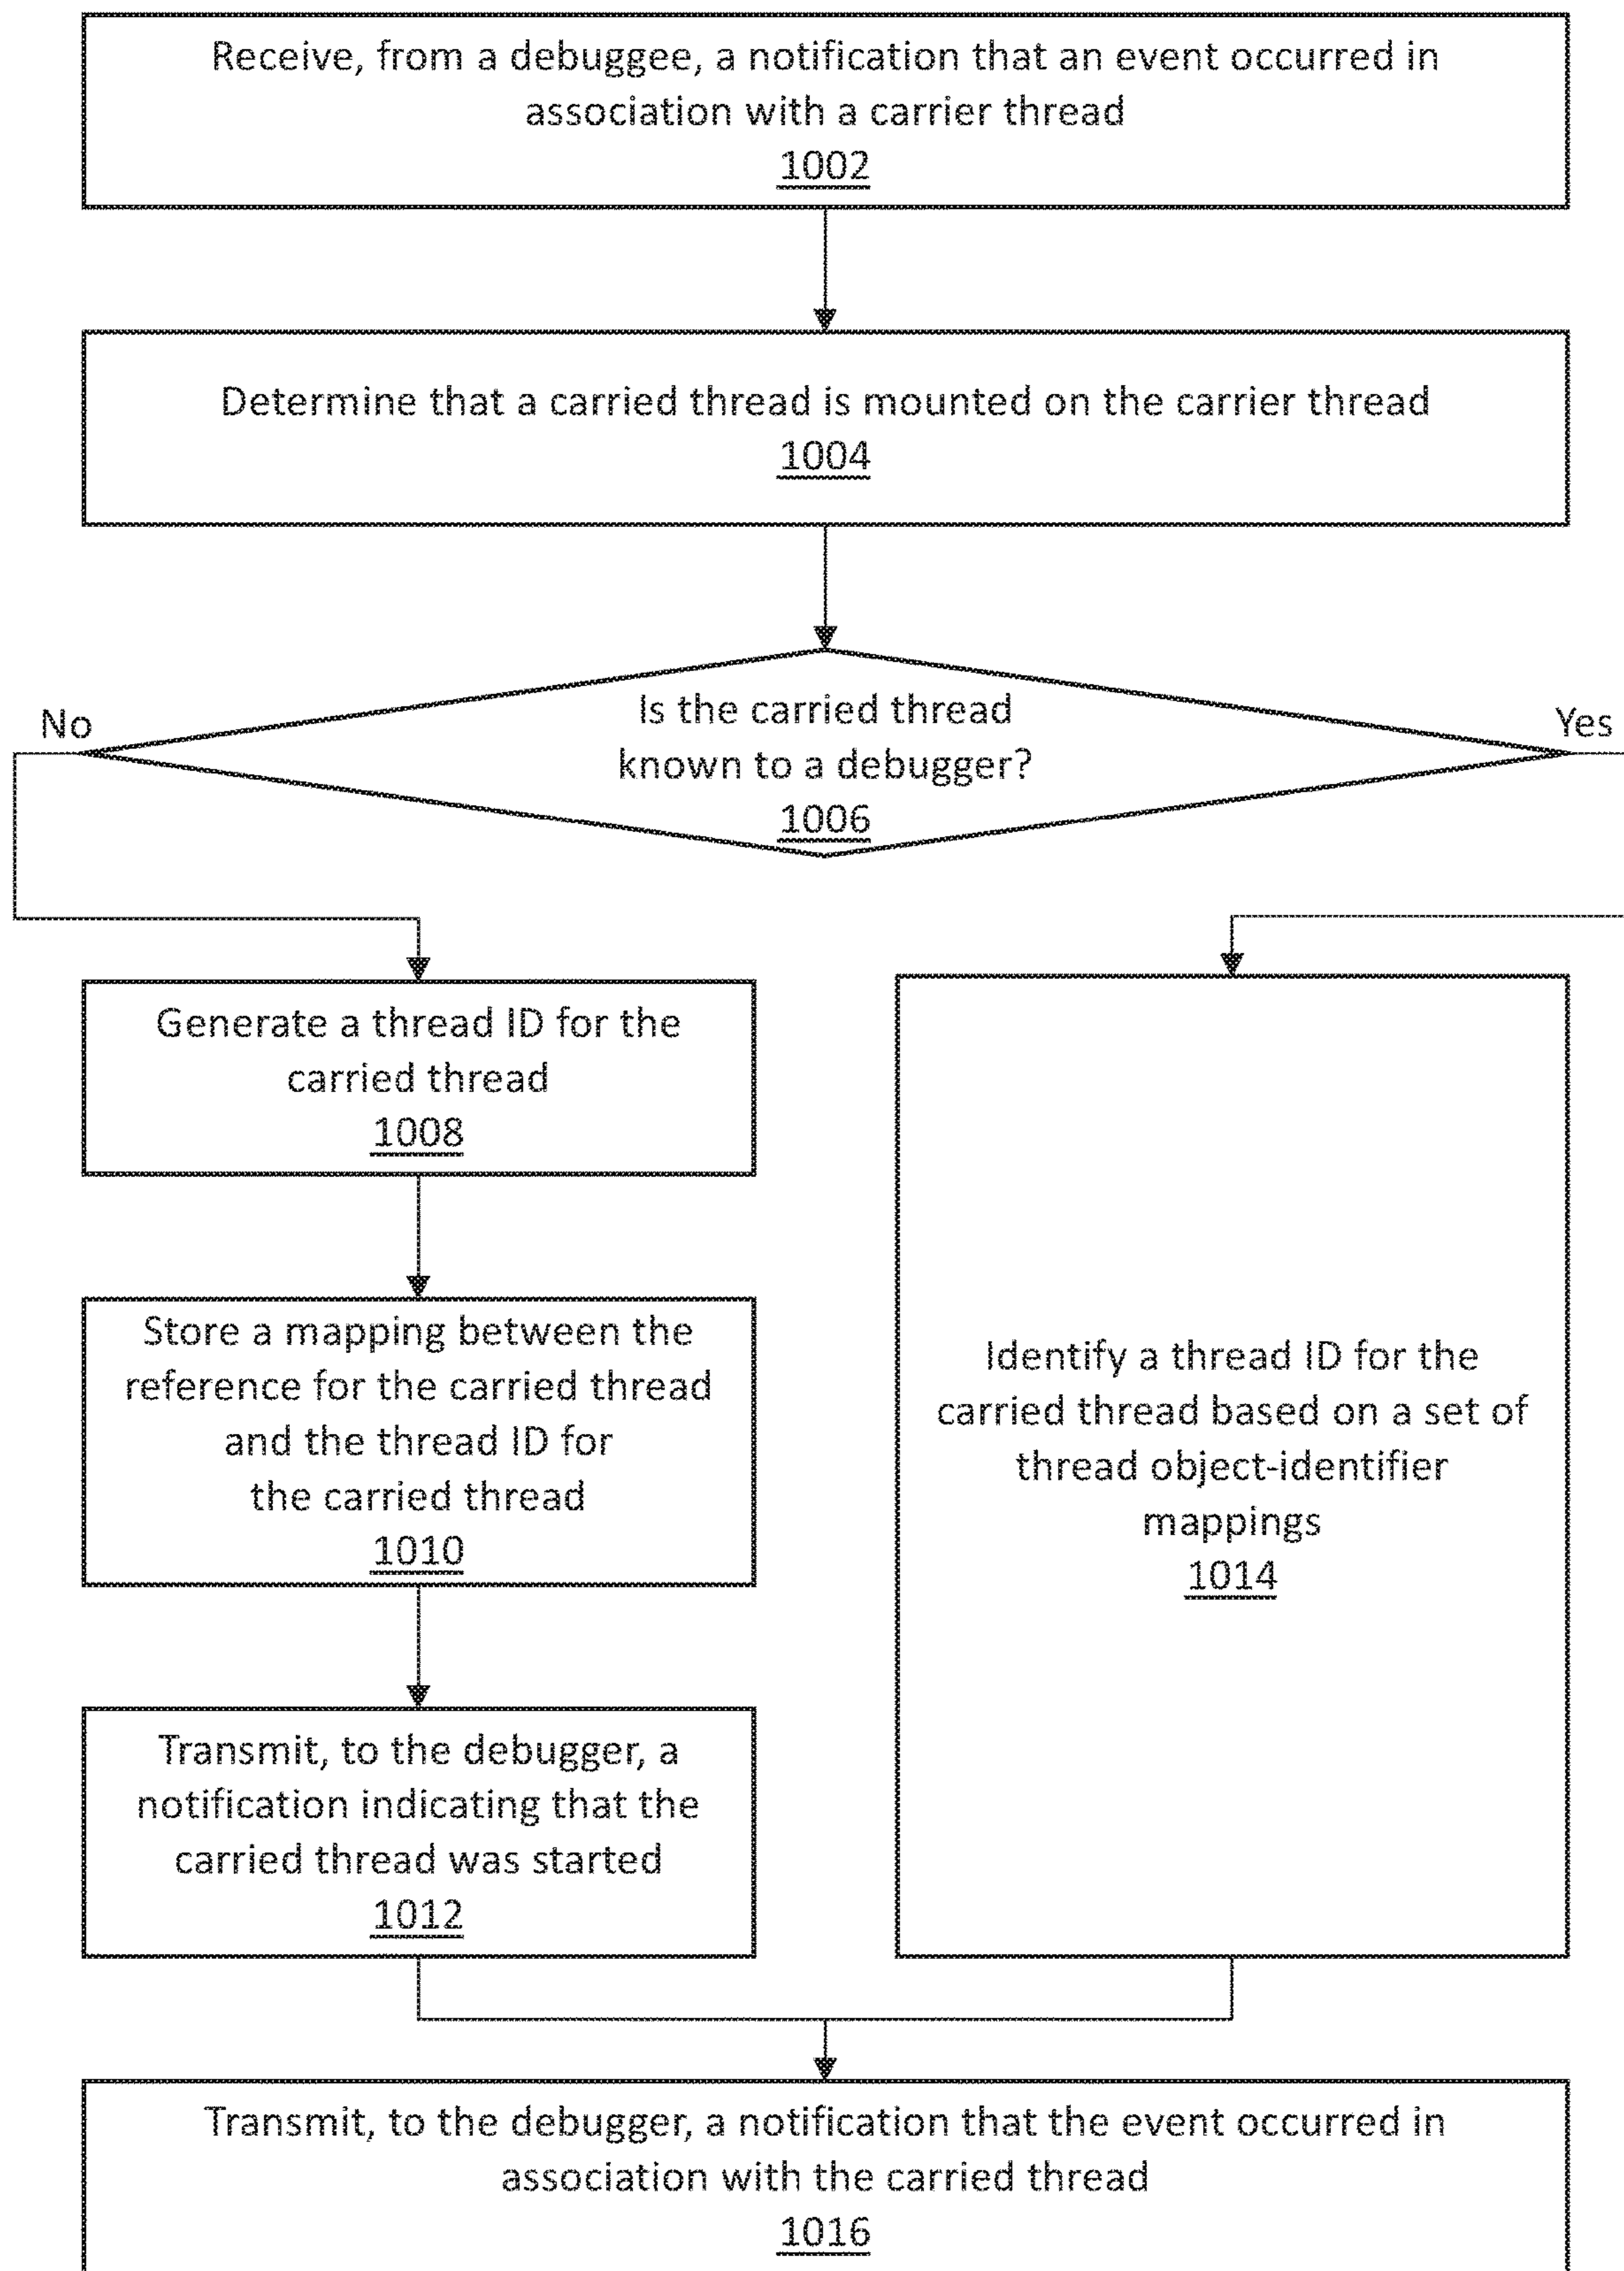 Receive, from a debuggee, a notification that an event occurred in
association with a carrier thread
1002
Determine that a carried thread is mounted on the carrier thread
1004
Is the carried thread
known to a debugger?
1006
No
Yes
Generate a thread ID for the
carried thread
1008
Store a mapping between the
reference for the carried thread
and the thread ID for
the carried thread
1010
Transmit, to the debugger, a
notification indicating that the
carried thread was started
1012
Identify a thread ID for the
carried thread based on a set of
thread object-identifier
mappings
1014
Transmit, to the debugger, a notification that the event occurred in
association with the carried thread
1016